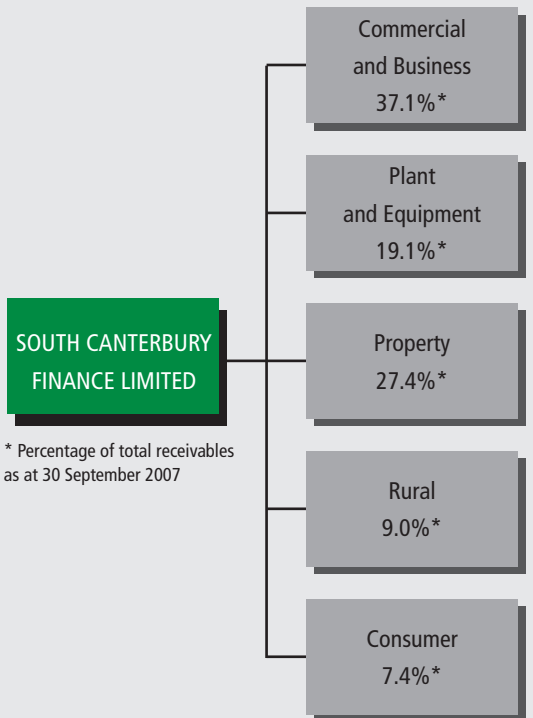 SOUTH CANTERBURY
FINANCE LIMITED
* Percentage of total receivables
as at 30 September 2007
Commercial
and Business
37.1%*
Plant
and Equipment
19.1%*
Property
27.4%*
Rural
9.0%*
Consumer
7.4%*